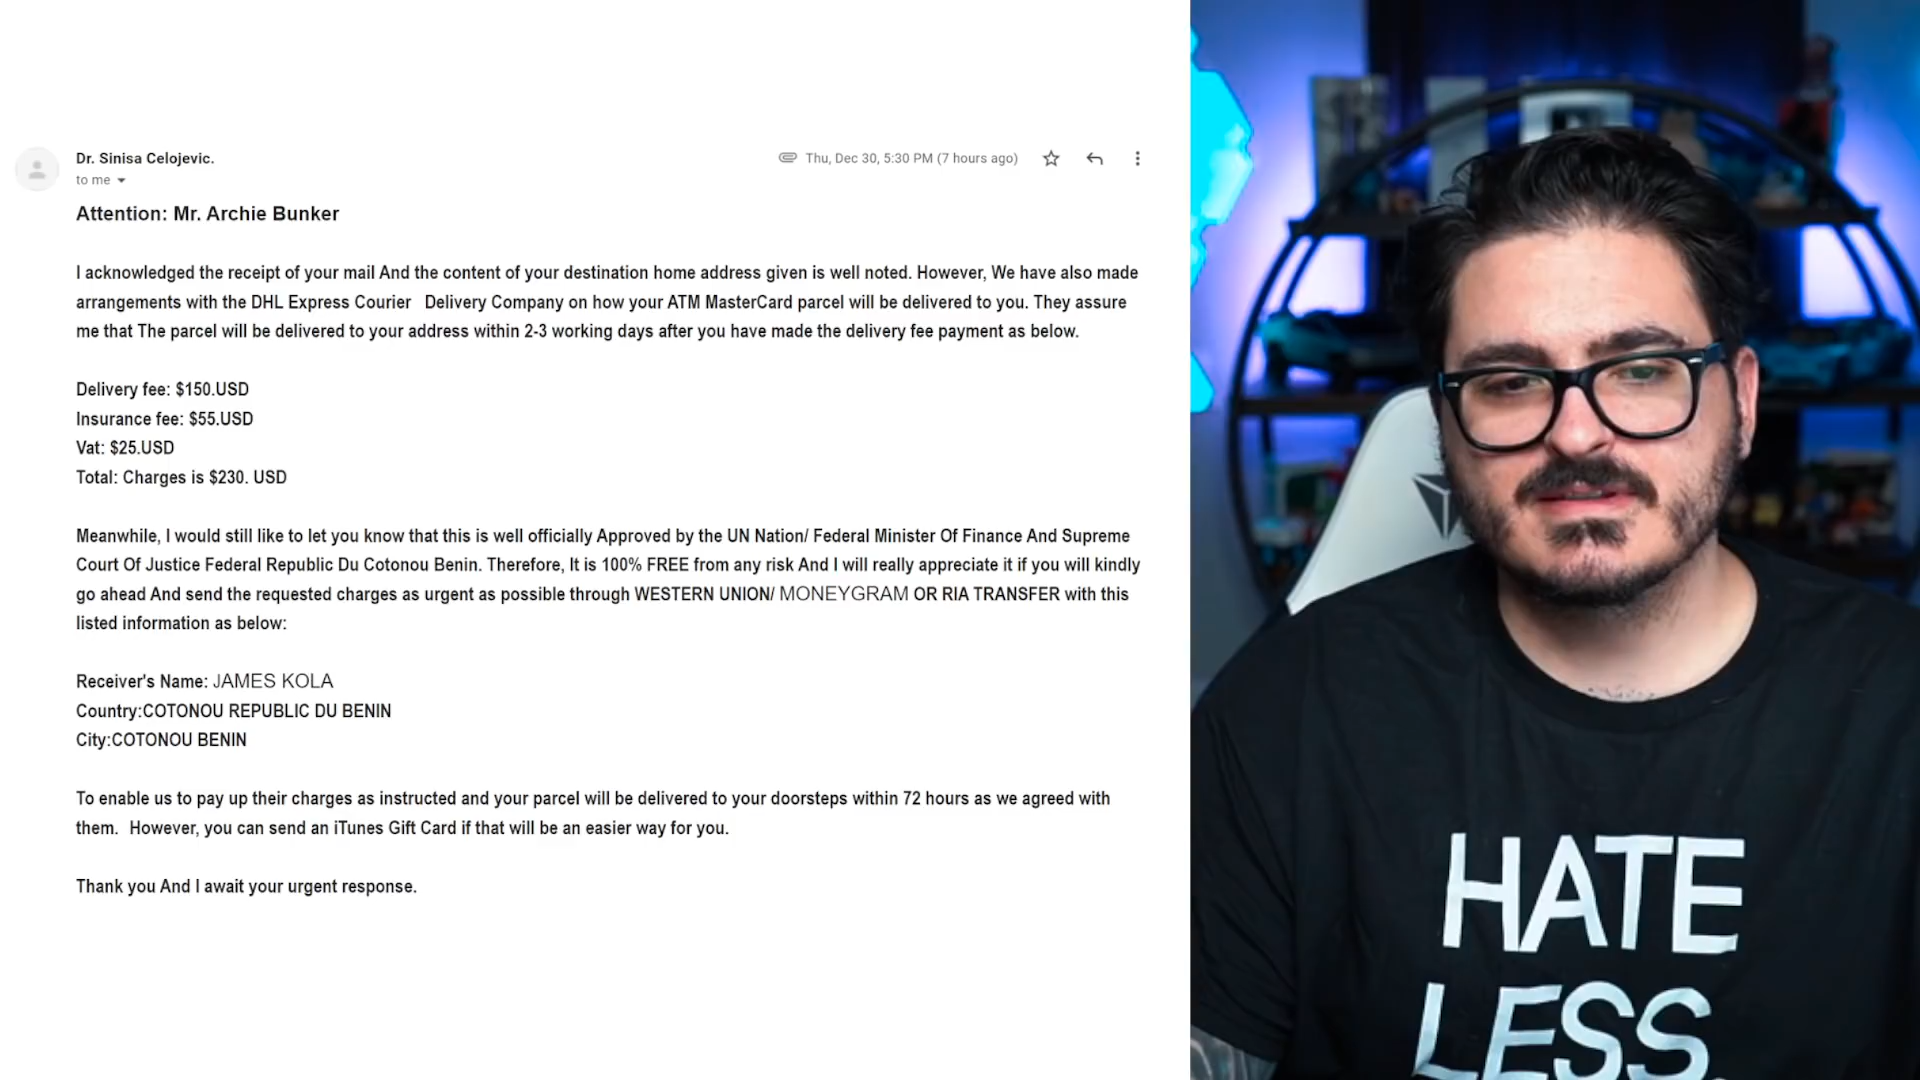 Dr. Sinisa Celojevic.
Thu, Dec 30, 5:30 PM (7 hours ago)
to me
Attention: Mr. Archie Bunker
I acknowledged the receipt of your mail And the content of your destination home address given is well noted. However, We have also made
arrangements with the DHL Express Courier   Delivery Company on how your ATM MasterCard parcel will be delivered to you. They assure
me that The parcel will be delivered to your address within 2-3 working days after you have made the delivery fee payment as below.
Delivery fee: $150.USD
Insurance fee: $55.USD
Vat: $25.USD
Total: Charges is $230. USD
Meanwhile, I would still like to let you know that this is well officially Approved by the UN Nation/ Federal Minister Of Finance And Supreme
Court Of Justice Federal Republic Du Cotonou Benin. Therefore, It is 100% FREE from any risk And I will really appreciate it if you will kindly
go ahead And send the requested charges as urgent as possible through WESTERN UNION/ MONEYGRAM OR RIA TRANSFER with this
listed information as below:
Receiver's Name: JAMES KOLA
Country:COTONOU REPUBLIC DU BENIN
City:COTONOU BENIN
To enable us to pay up their charges as instructed and your parcel will be delivered to your doorsteps within 72 hours as we agreed with
them.  However, you can send an iTunes Gift Card if that will be an easier way for you.
Thank you And I await your urgent response.
HATE
LESS.